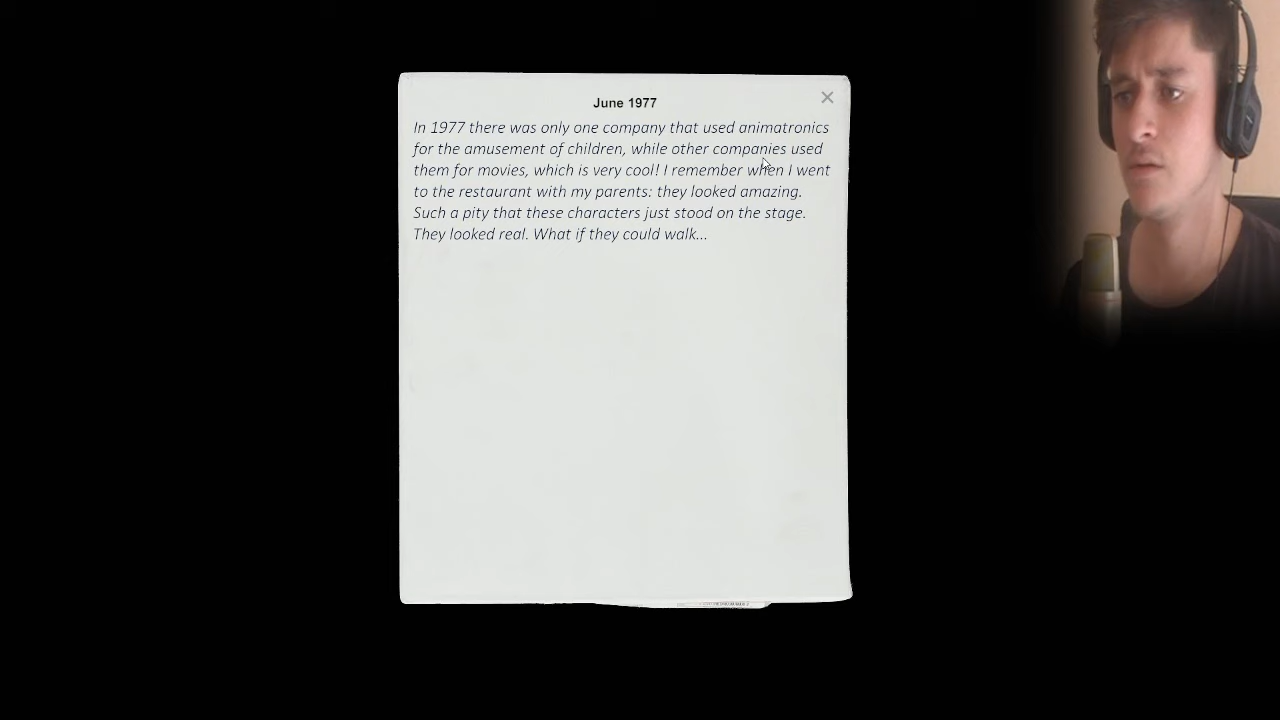 June 1977
In 1977 there was only one company that used animatronics
for the amusement of children, while other companies used
them for movies, which is very cool! I remember when I went
to the restaurant with my parents: they looked amazing.
Such a pity that these characters just stood on the stage.
They looked real. What if they could walk...